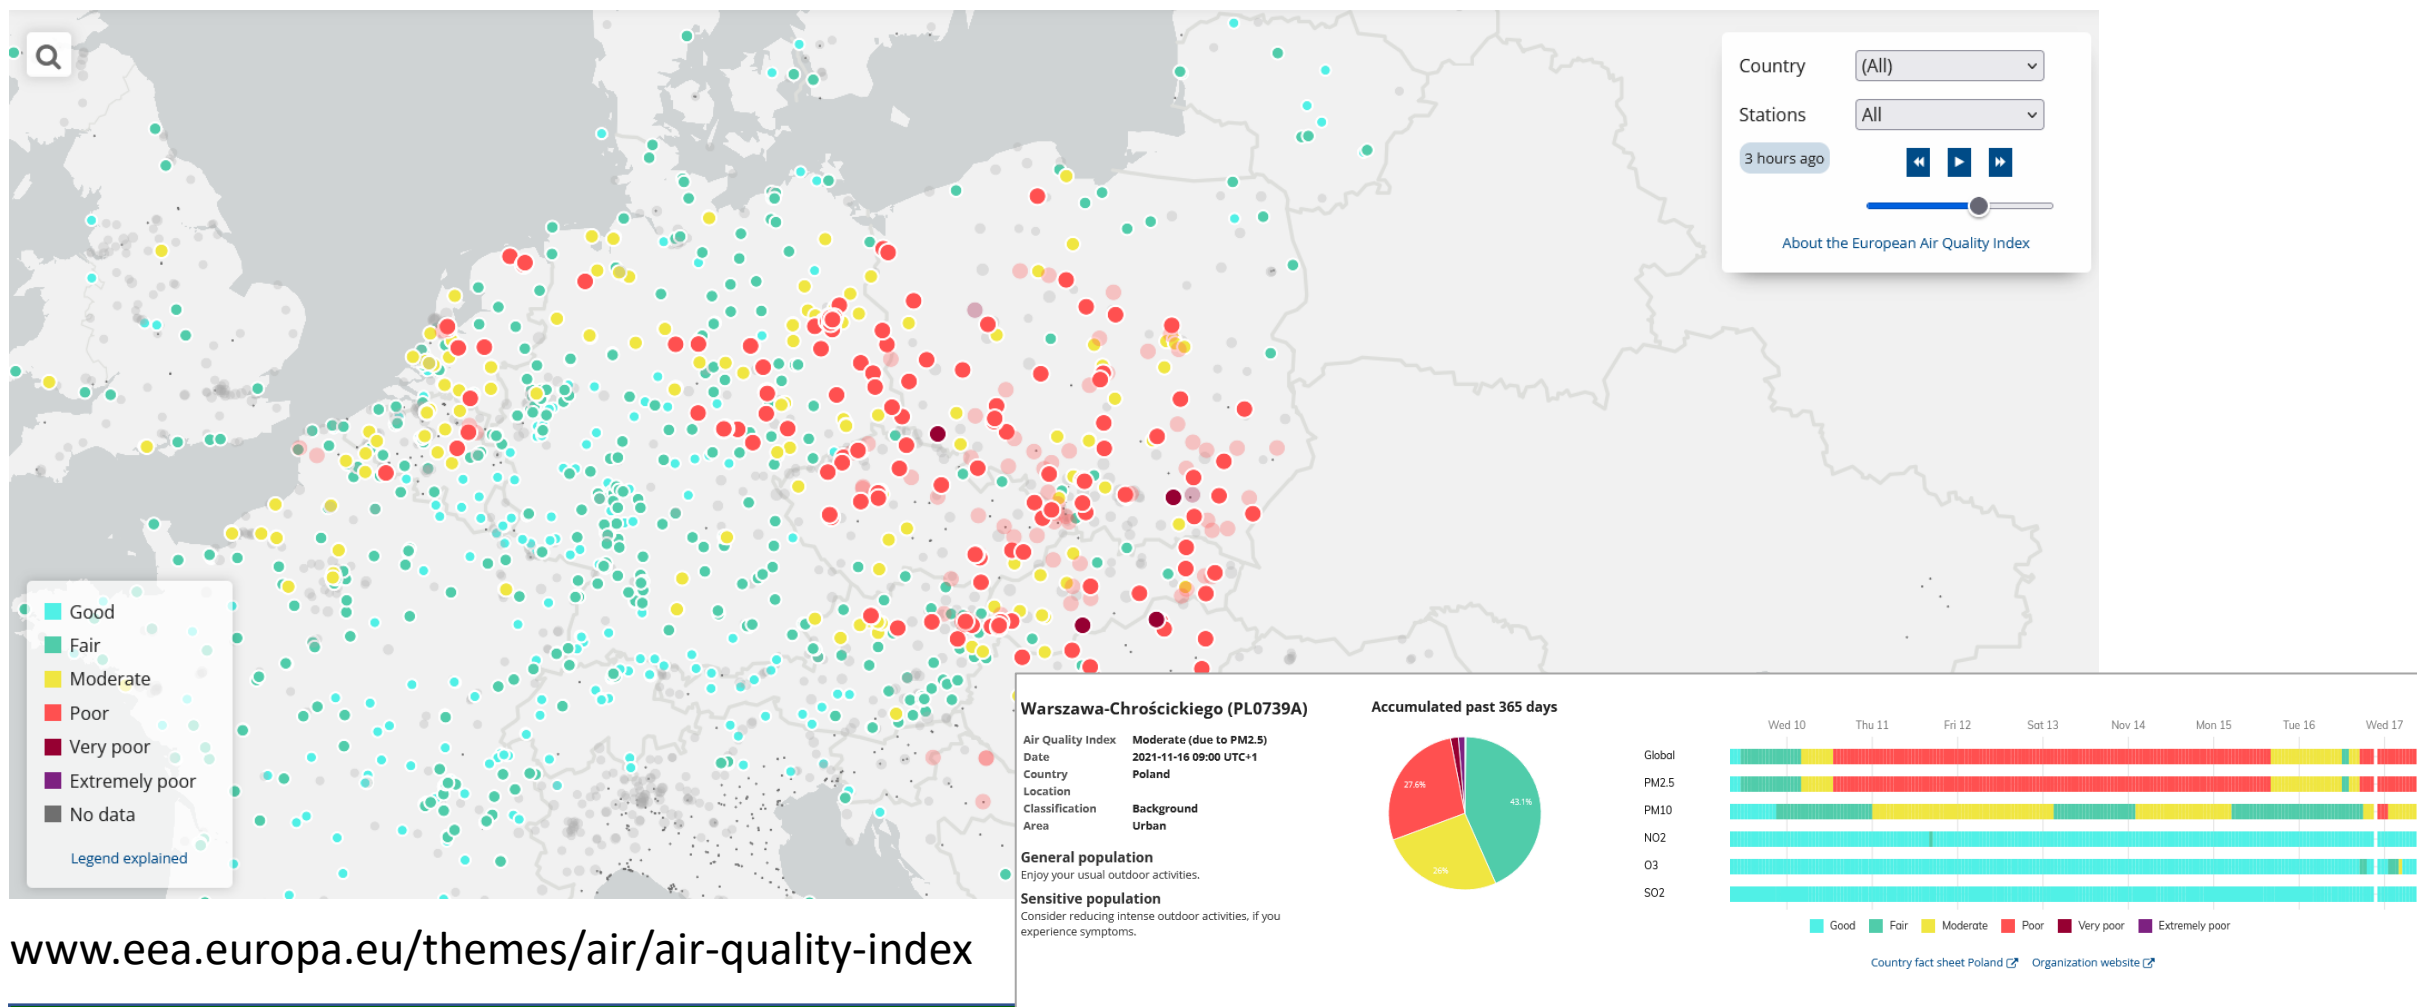 Country (All)
Stations All
3 hours ago
About the European Air Quality Index
Good
Fair
Moderate
Poor
Very poor
Extremely poor
No data
Legend explained
www.eea.europa.eu/themes/air/air-quality-index
Warszawa-Chrościckiego (PL0739A)
Air Quality Index Moderate (due to PM2.5)
Date 2021-11-16 09:00 UTC+1
Country Poland
Location
Classification Background
Area Urban
General population
Enjoy your usual outdoor activities.
Sensitive population
Consider reducing intense outdoor activities, if you
experience symptoms.
Accumulated past 365 days
27.6%
43.1%
26%
Wed 10 Thu 11 Fri 12 Sat 13 Nov 14 Mon 15 Tue 16 Wed 17
Global
PM2.5
PM10
NO2
O3
SO2
Good Fair Moderate Poor Very poor Extremely poor
Country fact sheet Poland Organization website